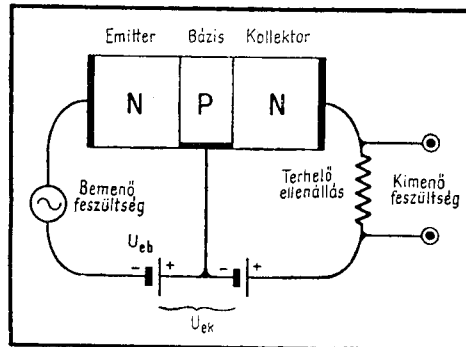 Emitter Bázis Kollektor
N P N
Bemenő
feszültség
Terhelő
ellenállás
Kimenő
feszültség
Ueb
- + - +
Uek